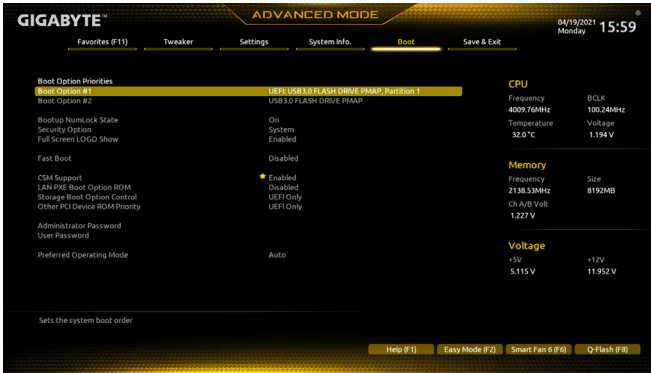 GIGABYTE™
ADVANCED MODE
04/19/2021
Monday
15:59
Favorites (F11) Tweaker Settings System Info. Boot Save & Exit
Boot Option Priorities
Boot Option #1 UEFI: USB3.0 FLASH DRIVE PMAP, Partition 1
Boot Option #2 USB3.0 FLASH DRIVE PMAP
Bootup NumLock State On
Security Option System
Full Screen LOGO Show Enabled
Fast Boot Disabled
CSM Support Enabled
LAN PXE Boot Option ROM Disabled
Storage Boot Option Control UEFI Only
Other PCI Device ROM Priority UEFI Only
Administrator Password
User Password
Preferred Operating Mode Auto
CPU
Frequency BCLK
4009.76MHz 100.24MHz
Temperature Voltage
32.0 °C 1.194 V
Memory
Frequency Size
2138.53MHz 8192MB
Ch A/B Volt
1.227 V
Voltage
+5V +12V
5.115 V 11.952 V
Sets the system boot order
Help (F1) Easy Mode (F2) Smart Fan 6 (F6) Q-Flash (F8)